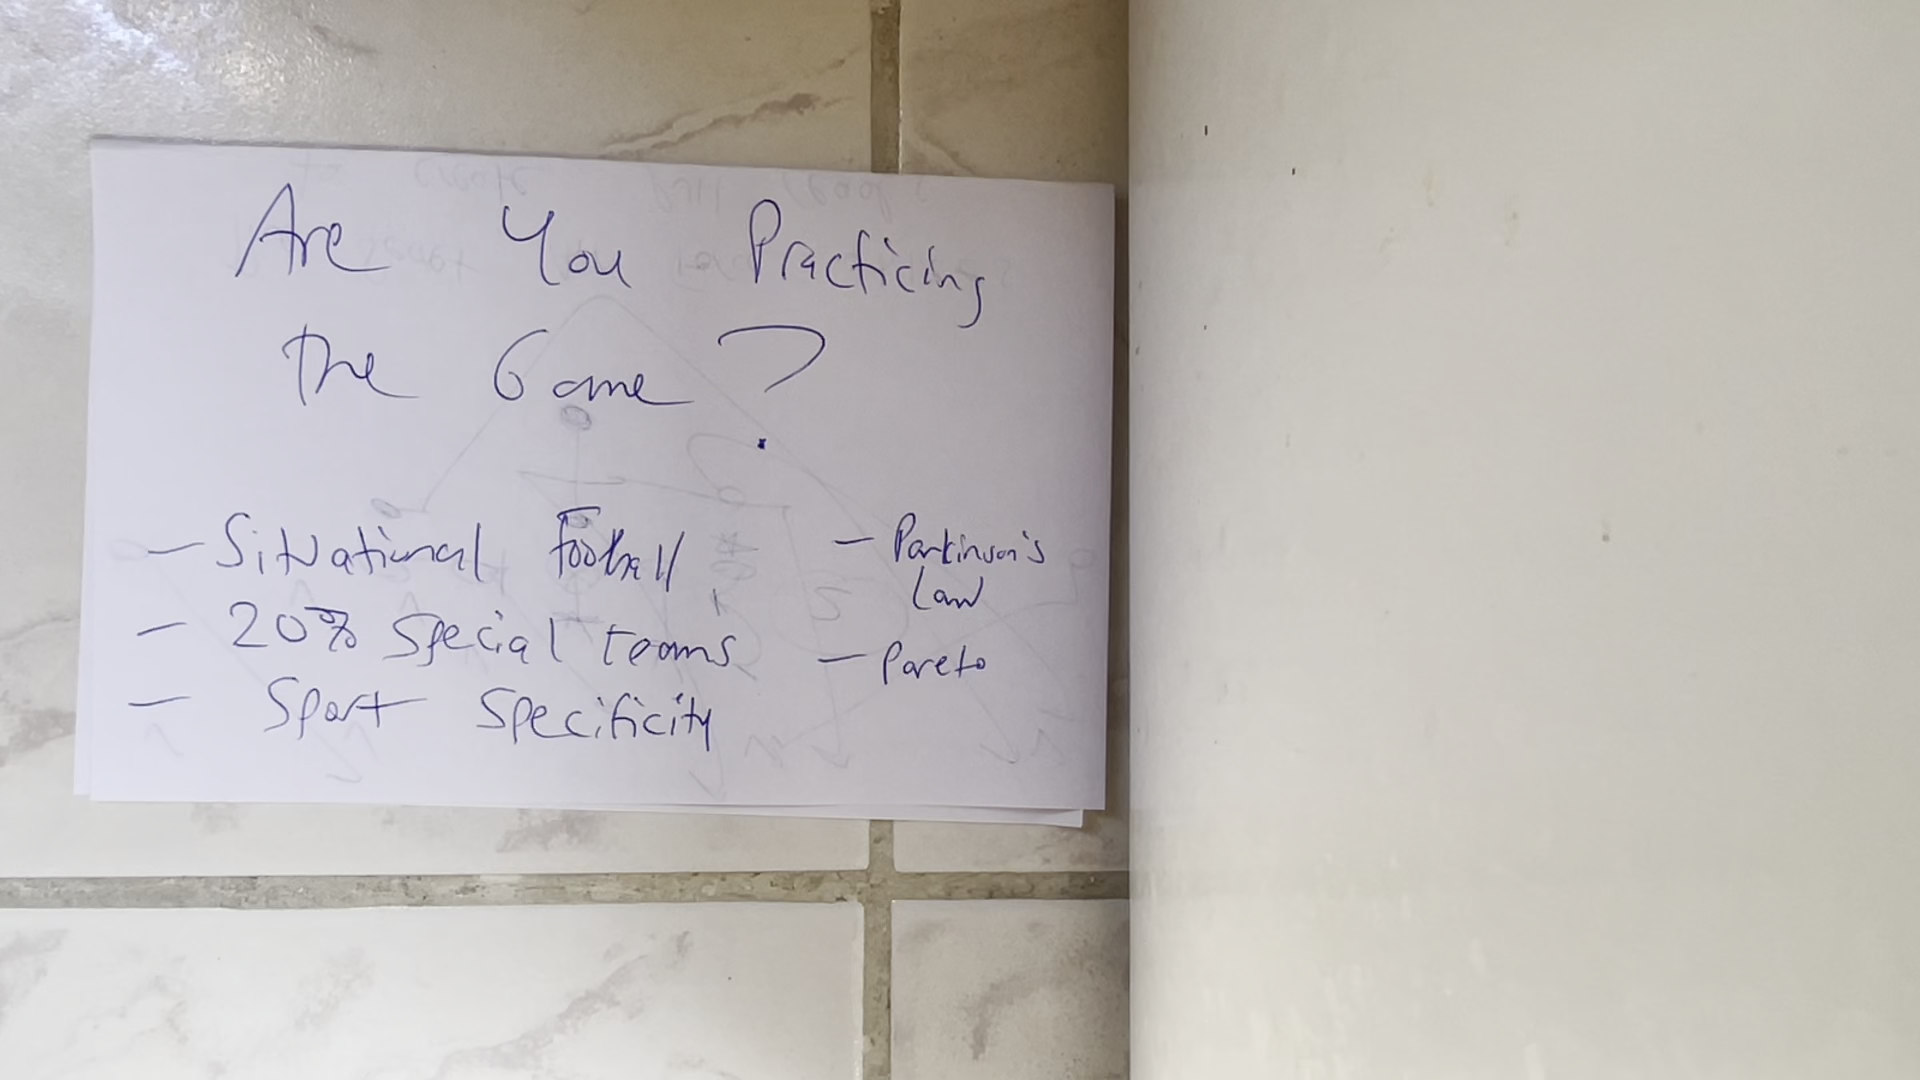 Are You Practicing
the Game ?
- Situational football
- 20% special teams
- Sport specificity
- Parkinson's
Law
- Pareto